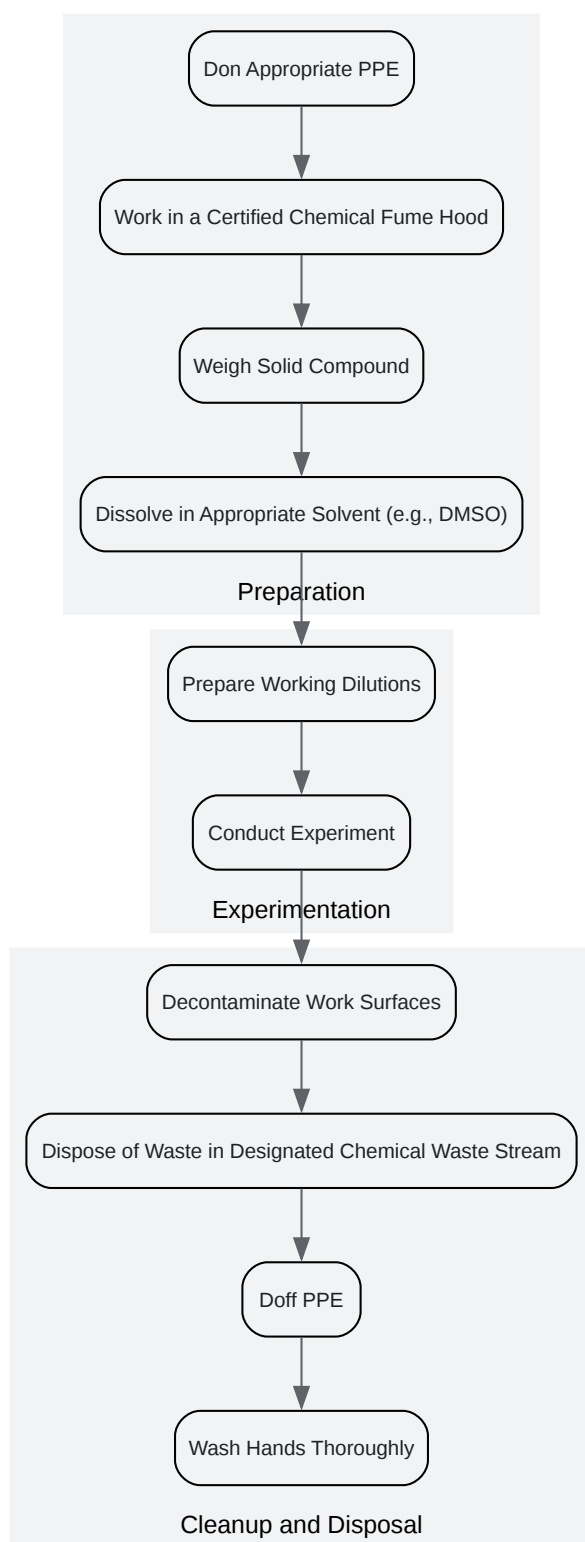 Don Appropriate PPE
Work in a Certified Chemical Fume Hood
Weigh Solid Compound
Dissolve in Appropriate Solvent (e.g., DMSO)
Preparation
Prepare Working Dilutions
Conduct Experiment
Experimentation
Decontaminate Work Surfaces
Dispose of Waste in Designated Chemical Waste Stream
Doff PPE
Wash Hands Thoroughly
Cleanup and Disposal